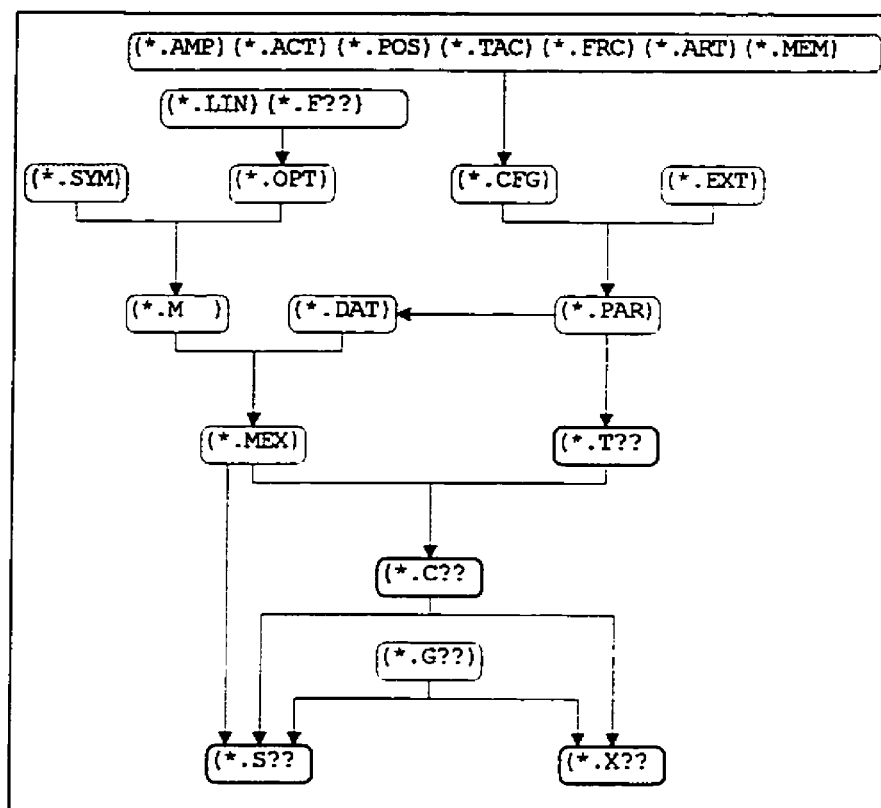 (*.AMP) (*.ACT) (*.POS) (*.TAC) (*.FRC) (*.ART) (*.MEM)
(*.LIN) (*.F??)
(*.SYM) (*.OPT) (*.CFG) (*.EXT)
(*.M ) (*.DAT) (*.PAR)
(*.MEX) (*.T??
(*.C??
(*.G??)
(*.S?? (*.X??